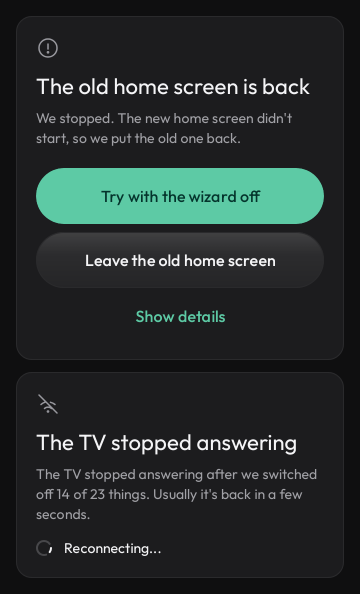 The old home screen is back
We stopped. The new home screen didn't
start, so we put the old one back.
Try with the wizard off
Leave the old home screen
Show details
The TV stopped answering
The TV stopped answering after we switched
off 14 of 23 things. Usually it's back in a few
seconds.
Reconnecting...